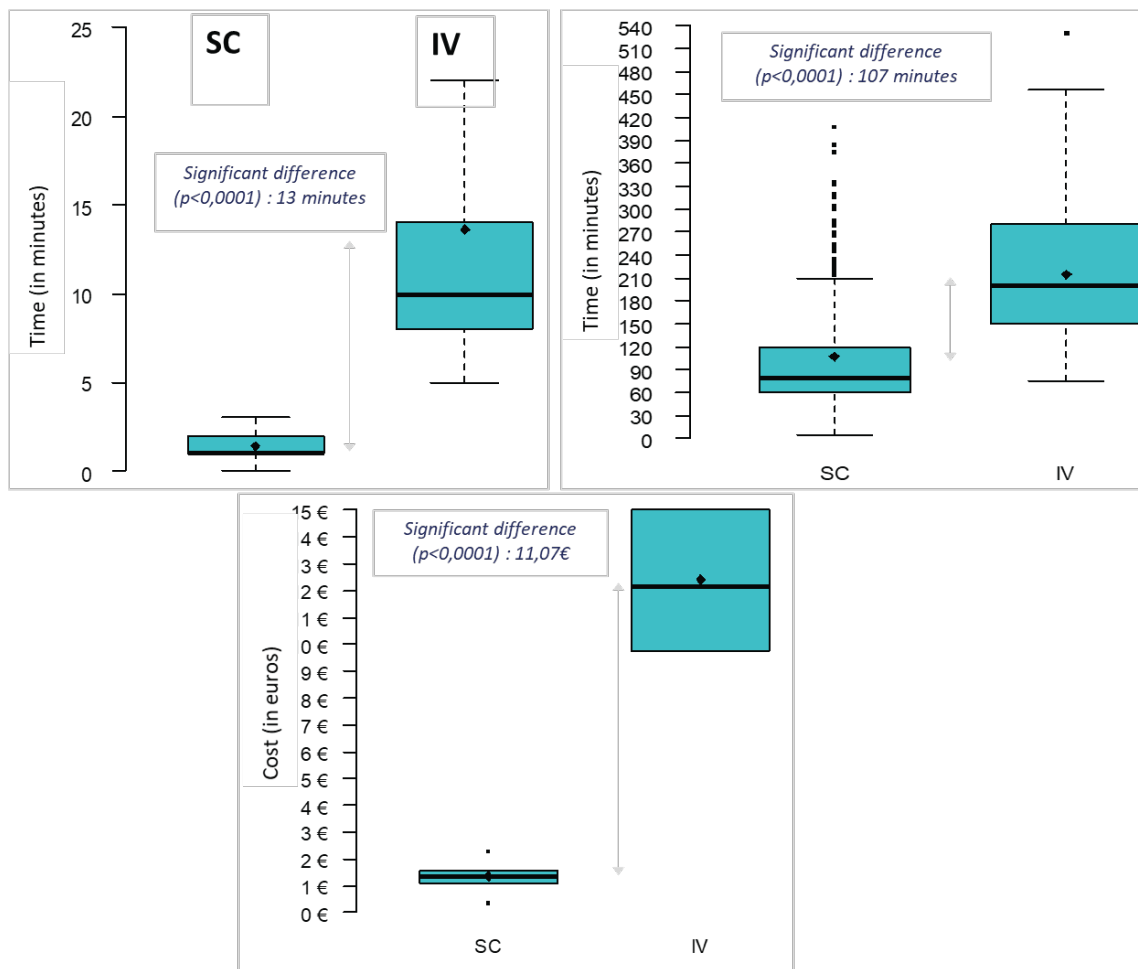 SC
IV
25
20
15
10
5
0
Time (in minutes)
Significant difference
(p<0,0001) : 13 minutes
540
510
480
450
420
390
360
330
300
270
240
210
180
150
120
90
60
30
0
Time (in minutes)
Significant difference
(p<0,0001) : 107 minutes
SC
IV
15 €
4 €
3 €
2 €
1 €
0 €
9 €
8 €
7 €
6 €
5 €
4 €
3 €
2 €
1 €
0 €
Cost (in euros)
Significant difference
(p<0,0001) : 11,07€
SC
IV